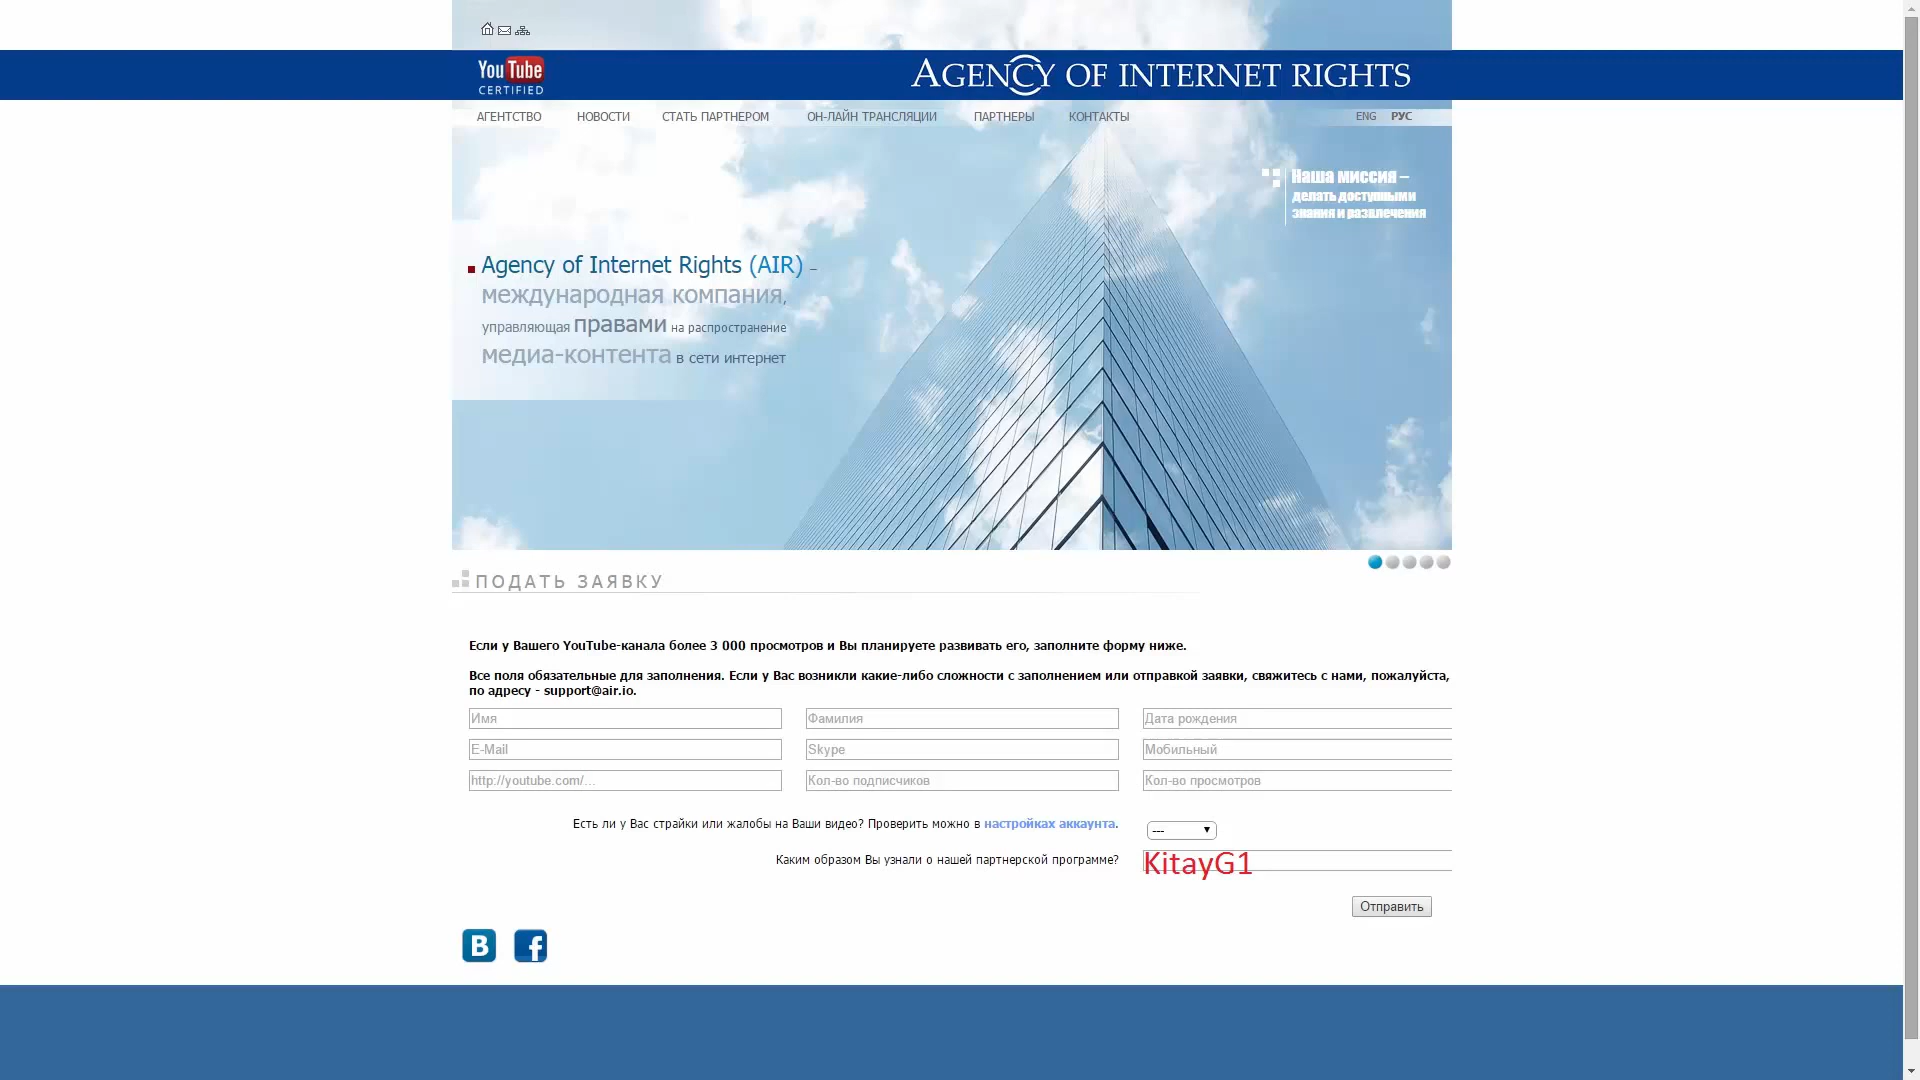 You Tube
CERTIFIED
AGENCY OF INTERNET RIGHTS
АГЕНТСТВО НОВОСТИ СТАТЬ ПАРТНЕРОМ ОН-ЛАЙН ТРАНСЛЯЦИИ ПАРТНЕРЫ КОНТАКТЫ ENG РУС
Наша миссия –
делать доступными
знания и развлечения
Agency of Internet Rights (AIR) –
международная компания,
управляющая правами на распространение
медиа-контента в сети интернет
ПОДАТЬ ЗАЯВКУ
Если у Вашего YouTube-канала более 3 000 просмотров и Вы планируете развивать его, заполните форму ниже.
Все поля обязательные для заполнения. Если у Вас возникли какие-либо сложности с заполнением или отправкой заявки, свяжитесь с нами, пожалуйста,
по адресу - support@air.io.
Имя Фамилия Дата рождения
E-Mail Skype Мобильный
http://youtube.com/... Кол-во подписчиков Кол-во просмотров
Есть ли у Вас страйки или жалобы на Ваши видео? Проверить можно в настройках аккаунта. ---
Каким образом Вы узнали о нашей партнерской программе? KitayG1
Отправить
В f